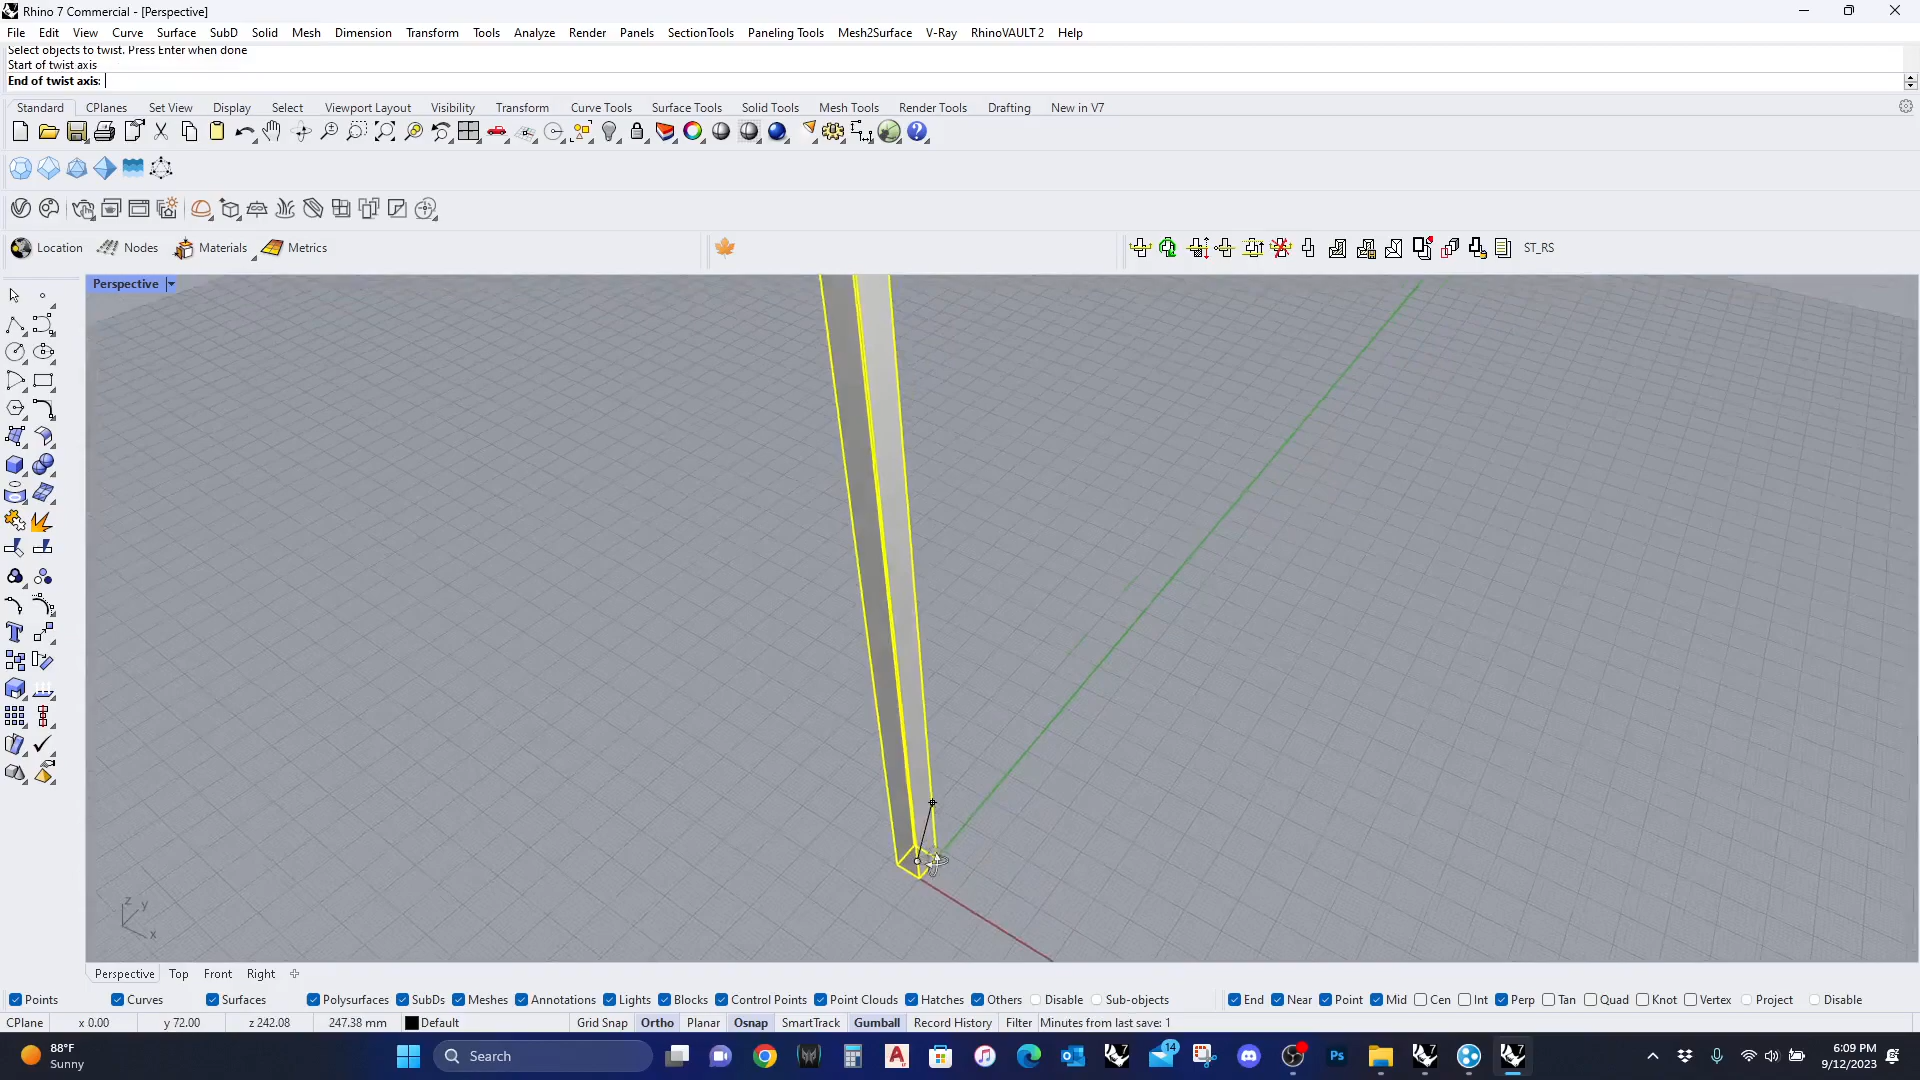 Rhino 7 Commercial - [Perspective]
File Edit View Curve Surface SubD Solid Mesh Dimension Transform Tools Analyze Render Panels SectionTools Paneling Tools Mesh2Surface V-Ray RhinoVAULT 2 Help
Select objects to twist. Press Enter when done
Start of twist axis
End of twist axis:
Standard CPlanes Set View Display Select Viewport Layout Visibility Transform Curve Tools Surface Tools Solid Tools Mesh Tools Render Tools Drafting New in V7
Location Nodes Materials Metrics ST_RS
Perspective
z y
x
Perspective Top Front Right
Points Curves Surfaces Polysurfaces SubDs Meshes Annotations Lights Blocks Control Points Point Clouds Hatches Others Disable Sub-objects End Near Point Mid Cen Int Perp Tan Quad Knot Vertex Project Disable
CPlane x 0.00 y 72.00 z 242.08 247.38 mm Default Grid Snap Ortho Planar Osnap SmartTrack Gumball Record History Filter Minutes from last save: 1
88°F
Sunny
Search
14
Ps
6:09 PM
9/12/2023